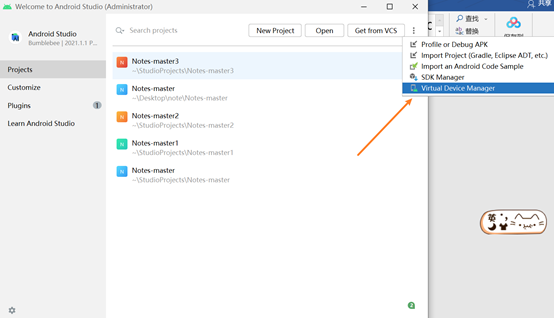 Welcome to Android Studio (Administrator)
共享
Android Studio
Bumblebee | 2021.1.1 P...
Search projects
New Project
Open
Get from VCS
查找
替换
Profile or Debug APK
Import Project (Gradle, Eclipse ADT, etc.)
Import an Android Code Sample
SDK Manager
Virtual Device Manager
Projects
Customize
Plugins
1
Learn Android Studio
N
Notes-master3
~\StudioProjects\Notes-master3
N
Notes-master
~\Desktop\note\Notes-master
N
Notes-master2
~\StudioProjects\Notes-master2
N
Notes-master1
~\StudioProjects\Notes-master1
N
Notes-master
~\StudioProjects\Notes-master
英